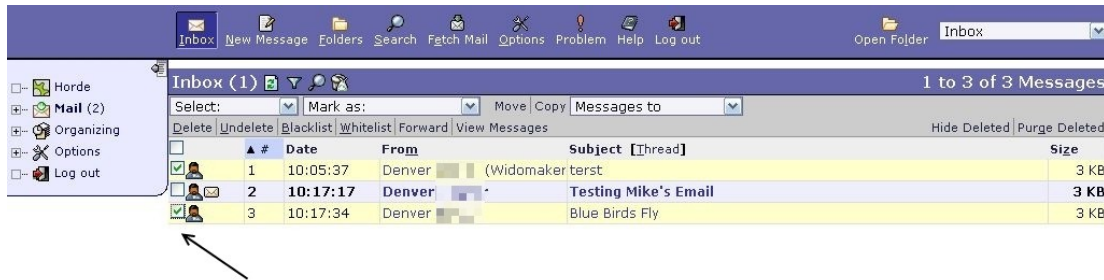 Inbox New Message Folders Search Fetch Mail Options Problem Help Log out Open Folder Inbox
Horde
Mail (2)
Organizing
Options
Log out
Inbox (1) 1 to 3 of 3 Messages
Select: Mark as: Move Copy Messages to
Delete Undelete Blacklist Whitelist Forward View Messages Hide Deleted Purge Deleted
# Date From Subject [Thread] Size
1 10:05:37 Denver (Widomaker terst 3 KB
2 10:17:17 Denver Testing Mike's Email 3 KB
3 10:17:34 Denver Blue Birds Fly 3 KB